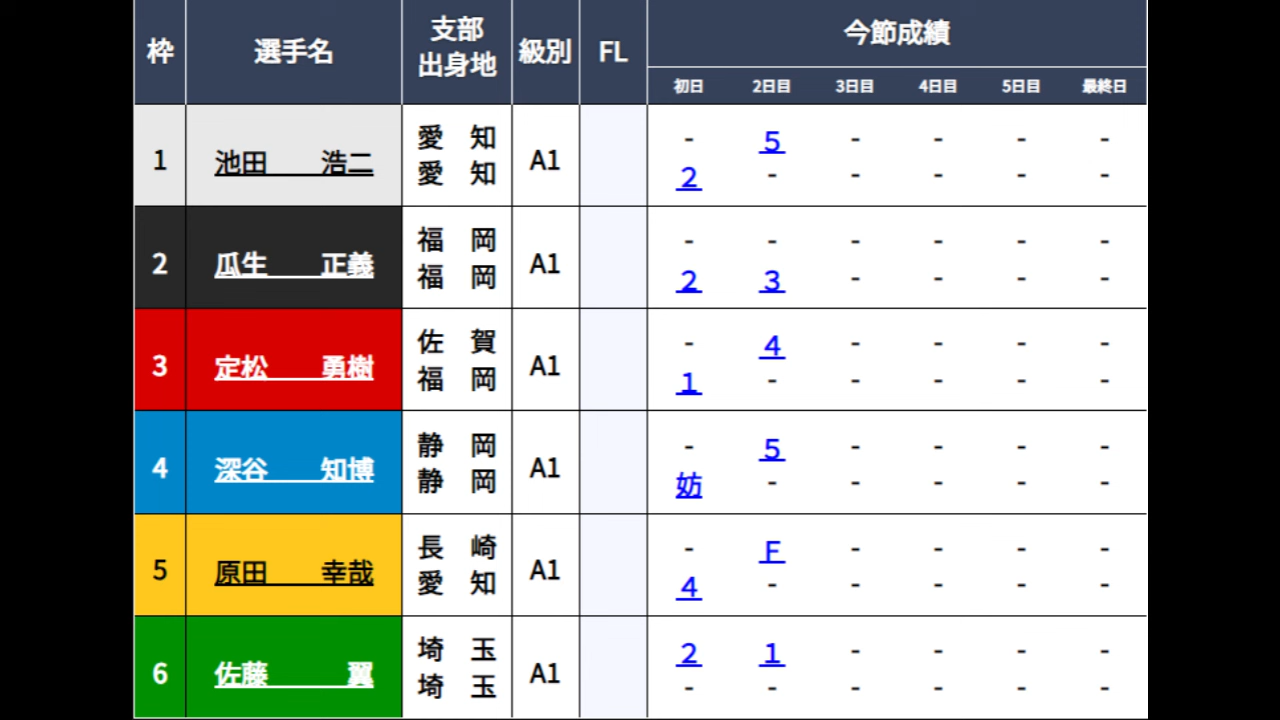 枠 選手名 支部 出身地 級別 FL 今節成績
初日 2日目 3日目 4日目 5日目 最終日
1 池田 浩二 愛 知 A1 - 5 - - - -
愛 知 2 - - - - -
2 瓜生 正義 福 岡 A1 - - - - - -
福 岡 2 3 - - - -
3 定松 勇樹 佐 賀 A1 - 4 - - - -
福 岡 1 - - - - -
4 深谷 知博 静 岡 A1 - 5 - - - -
静 岡 妨 - - - - -
5 原田 幸哉 長 崎 A1 - F - - - -
愛 知 4 - - - - -
6 佐藤 翼 埼 玉 A1 2 1 - - - -
埼 玉 - - - - - -